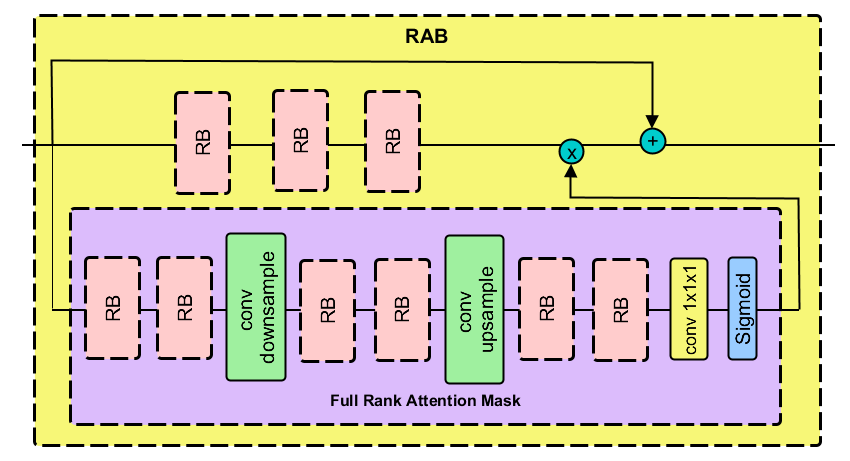 RAB
RB
RB
RB
+
x
RB
RB
conv
downsample
RB
RB
conv
upsample
RB
RB
conv 1x1x1
Sigmoid
Full Rank Attention Mask